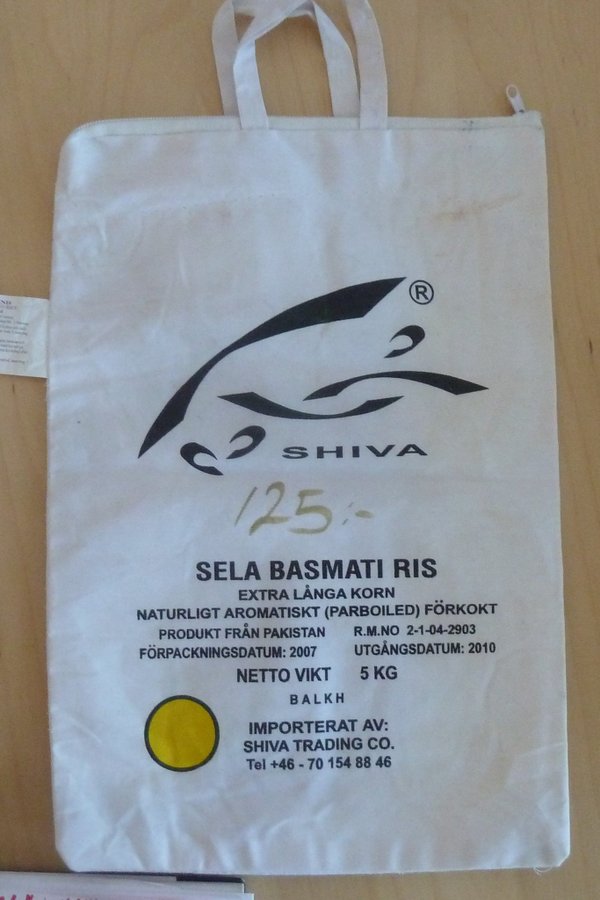 ®
SHIVA
125:-
SELA BASMATI RIS
EXTRA LÅNGA KORN
NATURLIGT AROMATISKT (PARBOILED) FÖRKOKT
PRODUKT FRÅN PAKISTAN R.M.NO 2-1-04-2903
FÖRPACKNINGSDATUM: 2007 UTGÅNGSDATUM: 2010
NETTO VIKT 5 KG
BALKH
IMPORTERAT AV:
SHIVA TRADING CO.
Tel +46 - 70 154 88 46